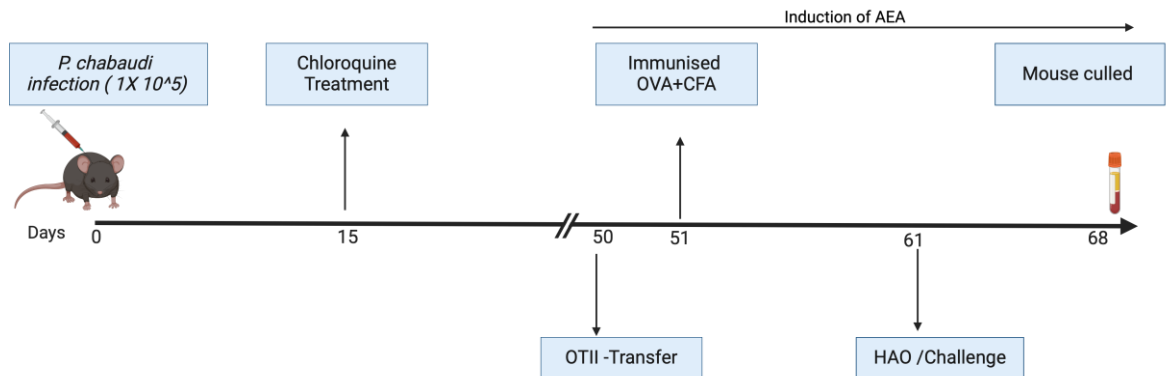 Induction of AEA
P. chabaudi
infection ( 1X 10^5)
Chloroquine
Treatment
Immunised
OVA+CFA
Mouse culled
Days
0
15
50
51
61
68
OTII -Transfer
HAO /Challenge